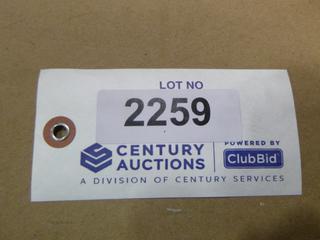 LOT NO
2259
CENTURY
AUCTIONS
POWERED BY
ClubBid
A DIVISION OF CENTURY SERVICES